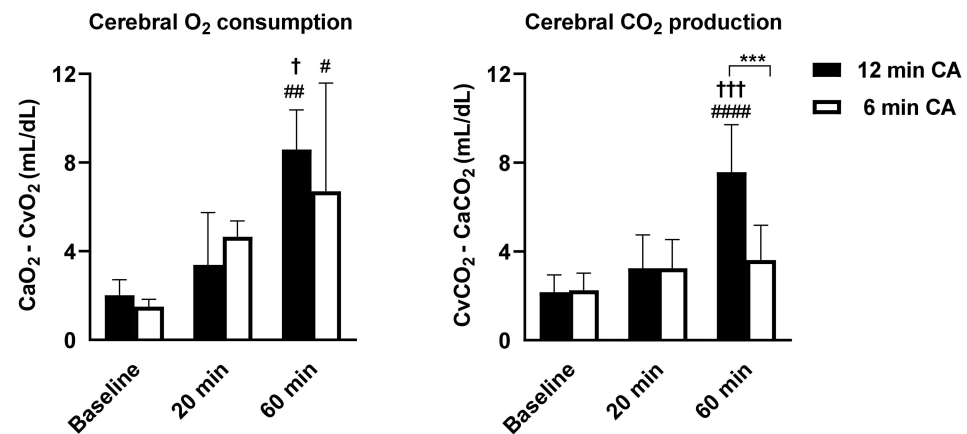 Cerebral O₂ consumption
CaO₂ - CvO₂ (mL/dL)
12
8
4
0
†
##
#
Baseline
20 min
60 min
Cerebral CO₂ production
CvCO₂ - CaCO₂ (mL/dL)
12
8
4
0
***
†††
####
Baseline
20 min
60 min
12 min CA
6 min CA